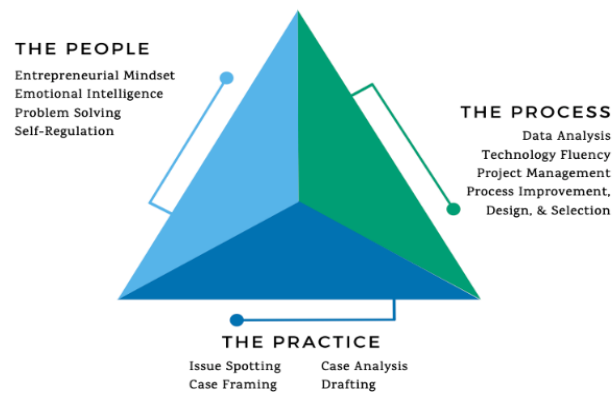 THE PEOPLE
Entrepreneurial Mindset
Emotional Intelligence
Problem Solving
Self-Regulation
THE PROCESS
Data Analysis
Technology Fluency
Project Management
Process Improvement,
Design, & Selection
THE PRACTICE
Issue Spotting Case Analysis
Case Framing Drafting